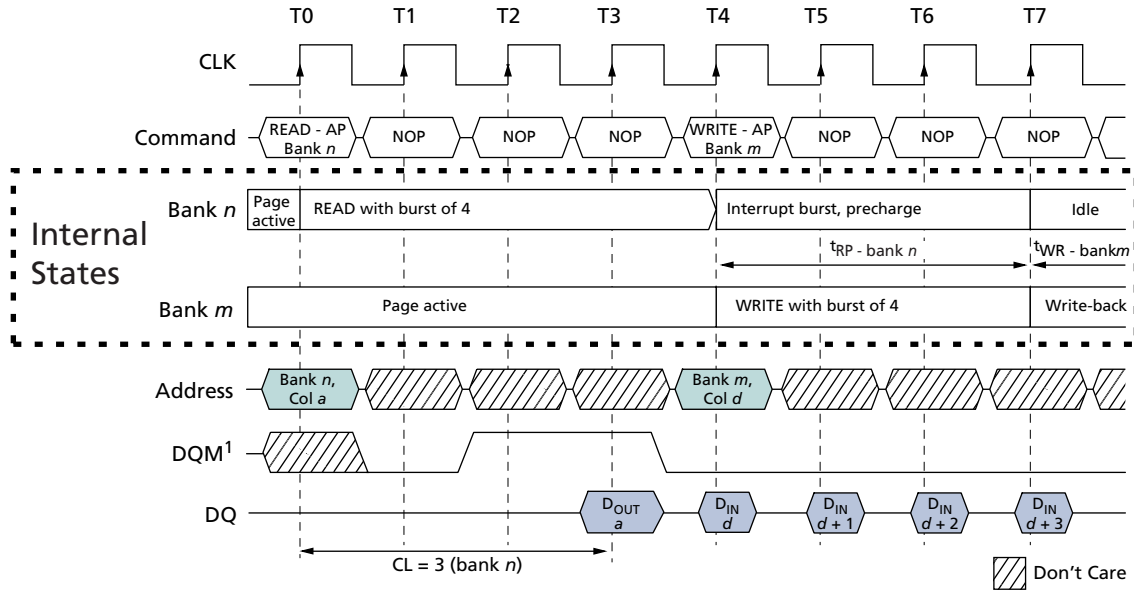 T0 T1 T2 T3 T4 T5 T6 T7
CLK
Command
READ - AP
Bank n
NOP
NOP
NOP
WRITE - AP
Bank m
NOP
NOP
NOP
Internal
States
Bank n
Page
active
READ with burst of 4
Interrupt burst, precharge
Idle
tRP - bank n
tWR - bankm
Bank m
Page active
WRITE with burst of 4
Write-back
Address
Bank n,
Col a
Bank m,
Col d
DQM1
DQ
DOUT
a
DIN
d
DIN
d + 1
DIN
d + 2
DIN
d + 3
CL = 3 (bank n)
Don't Care